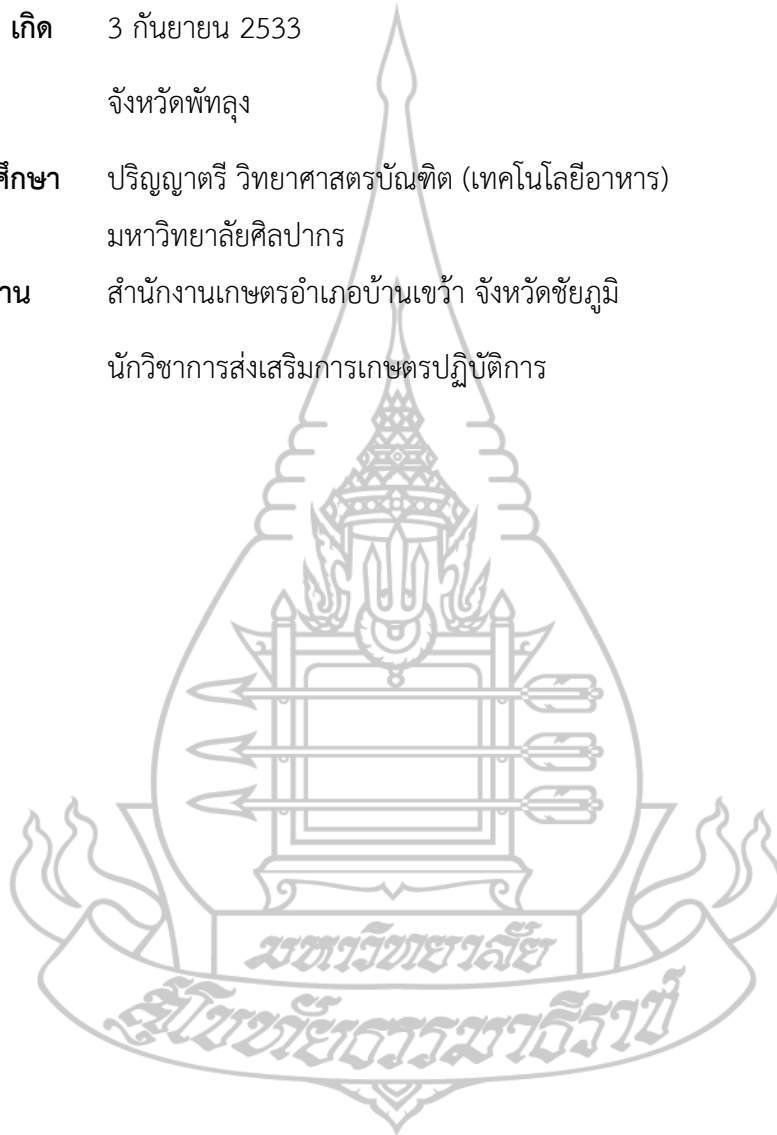 เกิด 3 กันยายน 2533
จังหวัดพัทลุง
ศึกษา ปริญญาตรี วิทยาศาสตรบัณฑิต (เทคโนโลยีอาหาร)
มหาวิทยาลัยศิลปากร
าน สำนักงานเกษตรอำเภอบ้านเขว้า จังหวัดชัยภูมิ
นักวิชาการส่งเสริมการเกษตรปฏิบัติการ
มหาวิทยาลัย
สุโขทัยธรรมาธิราช